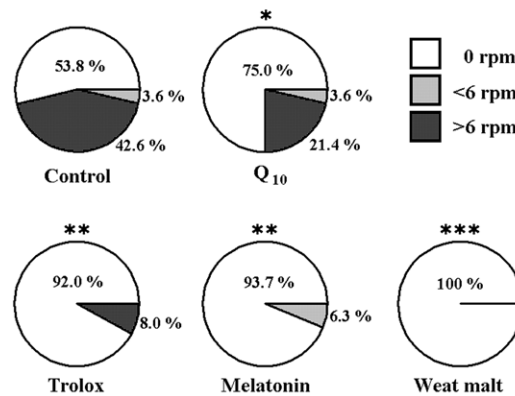 *
53.8 %
3.6 %
42.6 %
Control
75.0 %
3.6 %
21.4 %
Q10
0 rpm
<6 rpm
>6 rpm
**
92.0 %
8.0 %
Trolox
**
93.7 %
6.3 %
Melatonin
***
100 %
Weat malt